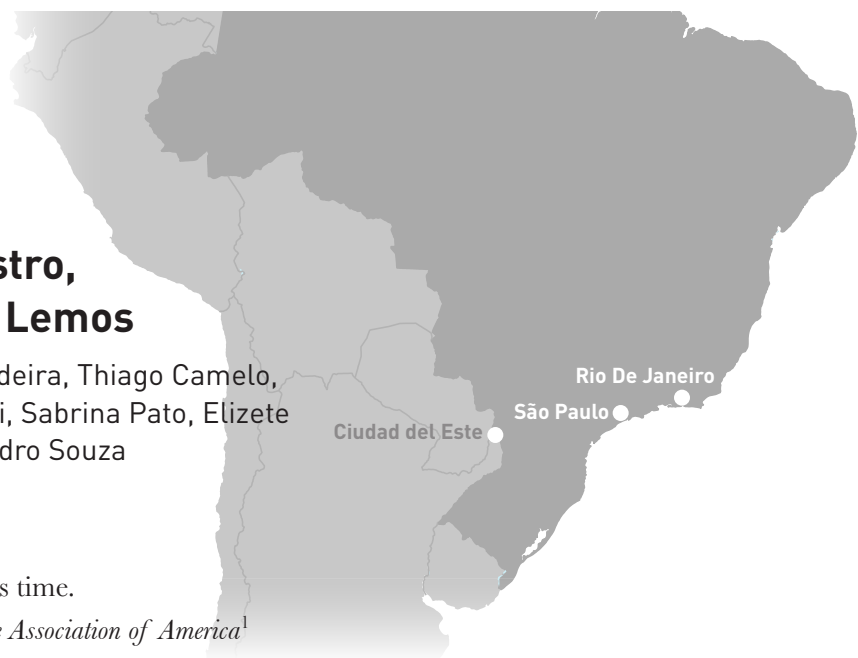 stro,
Lemos
deira, Thiago Camelo,
i, Sabrina Pato, Elizete
dro Souza
Rio De Janeiro
São Paulo
Ciudad del Este
s time.
e Association of America1